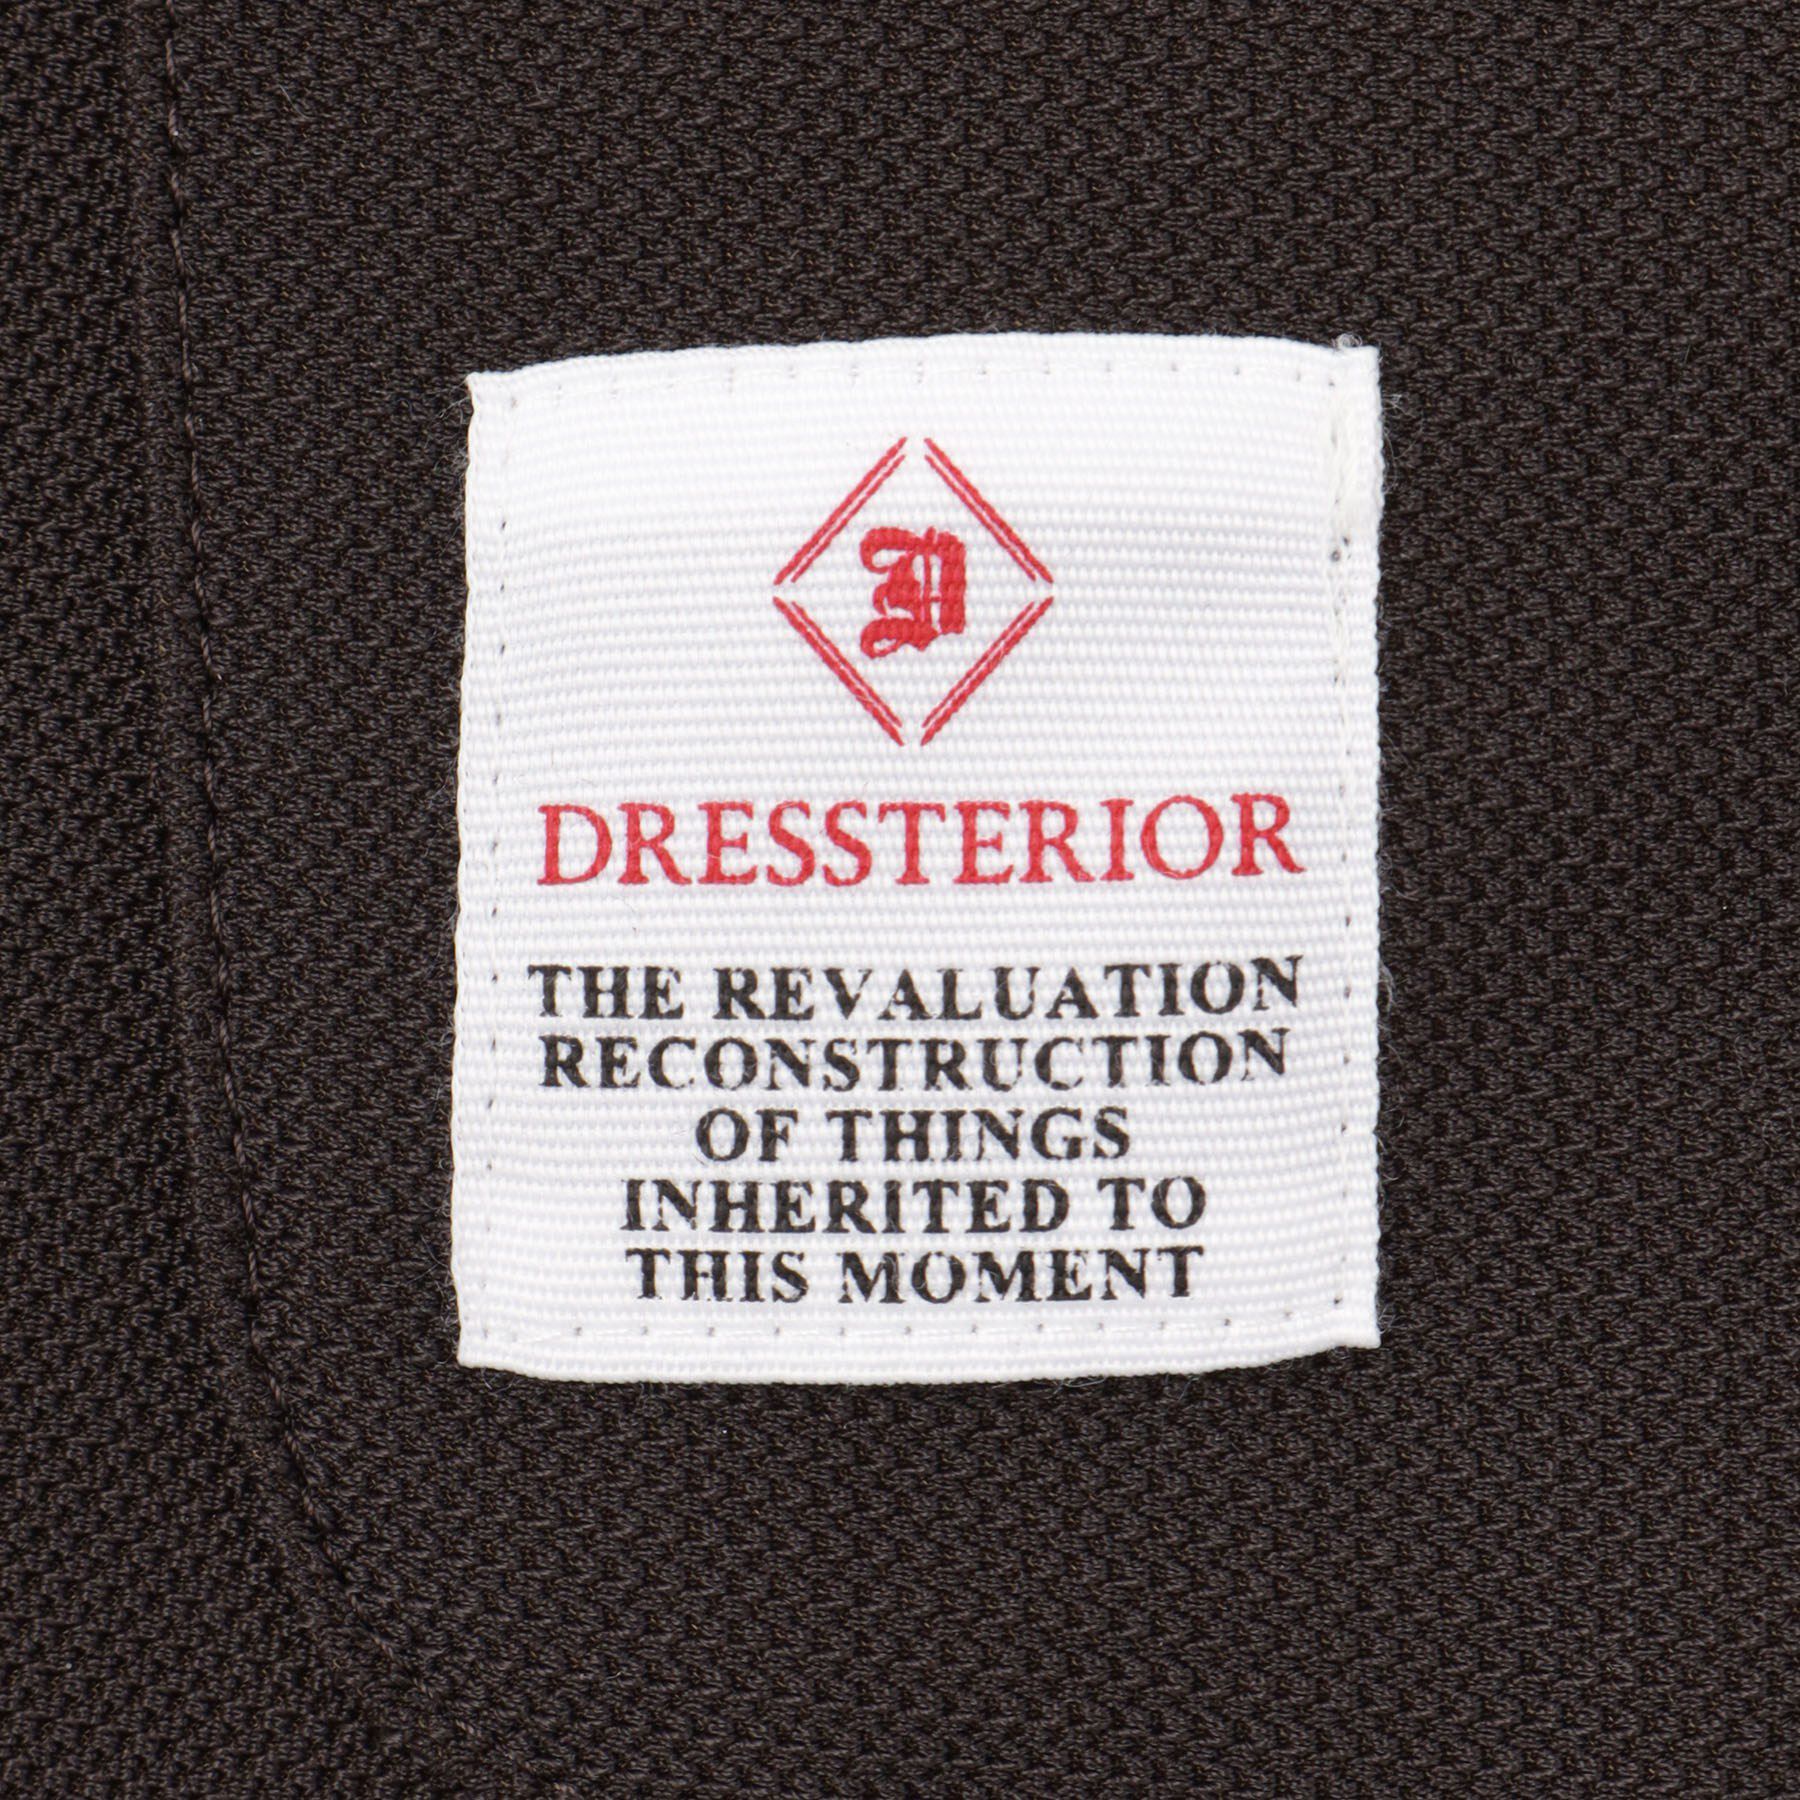 D
DRESSTERIOR
THE REVALUATION
RECONSTRUCTION
OF THINGS
INHERITED TO
THIS MOMENT